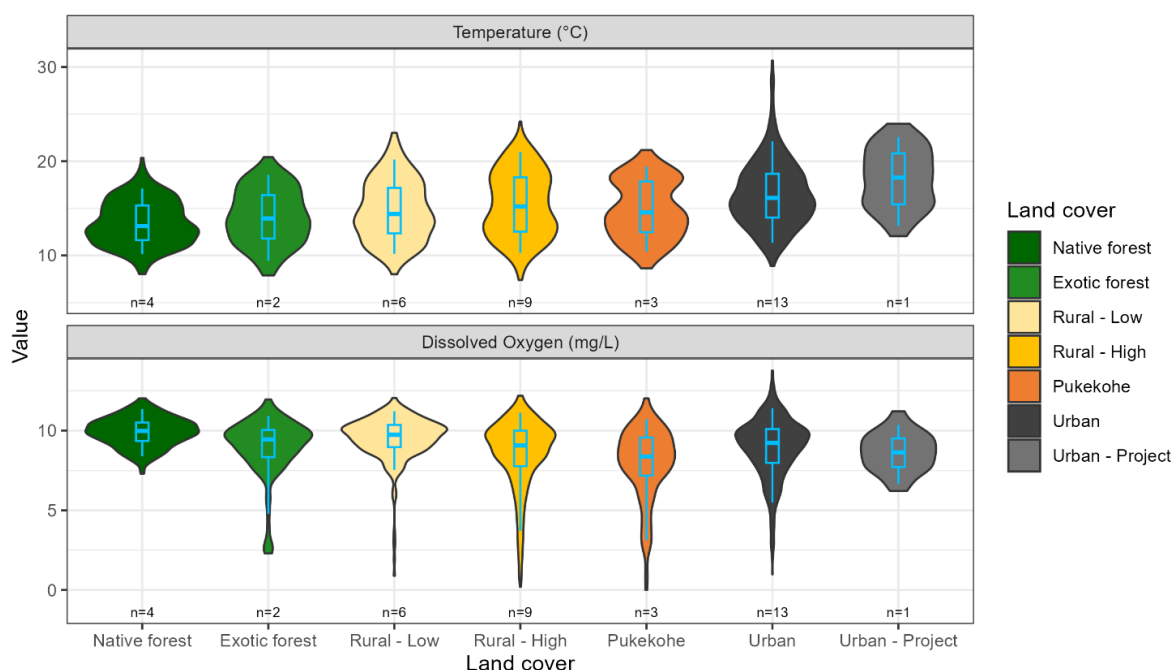 Temperature (°C)
30
20
10
n=4 n=2 n=6 n=9 n=3 n=13 n=1
Value
Dissolved Oxygen (mg/L)
10
5
0
n=4 n=2 n=6 n=9 n=3 n=13 n=1
Native forest Exotic forest Rural - Low Rural - High Pukekohe Urban Urban - Project
Land cover
Land cover
Native forest
Exotic forest
Rural - Low
Rural - High
Pukekohe
Urban
Urban - Project